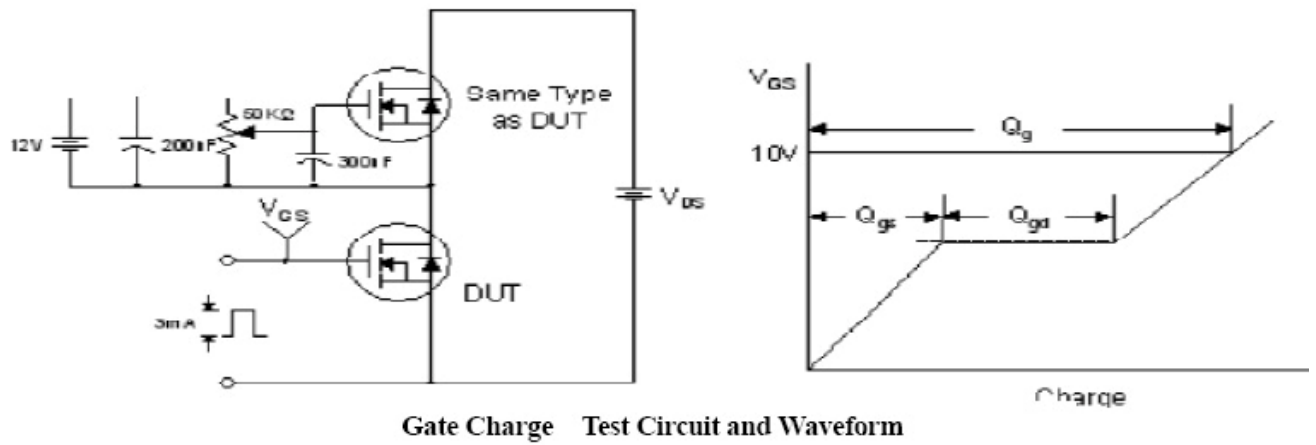 12V
200nF
50KΩ
300nF
Same Type
as DUT
VDS
VGS
DUT
3mA
VGS
10V
Qg
Qgs
Qgd
Charge
Gate Charge Test Circuit and Waveform